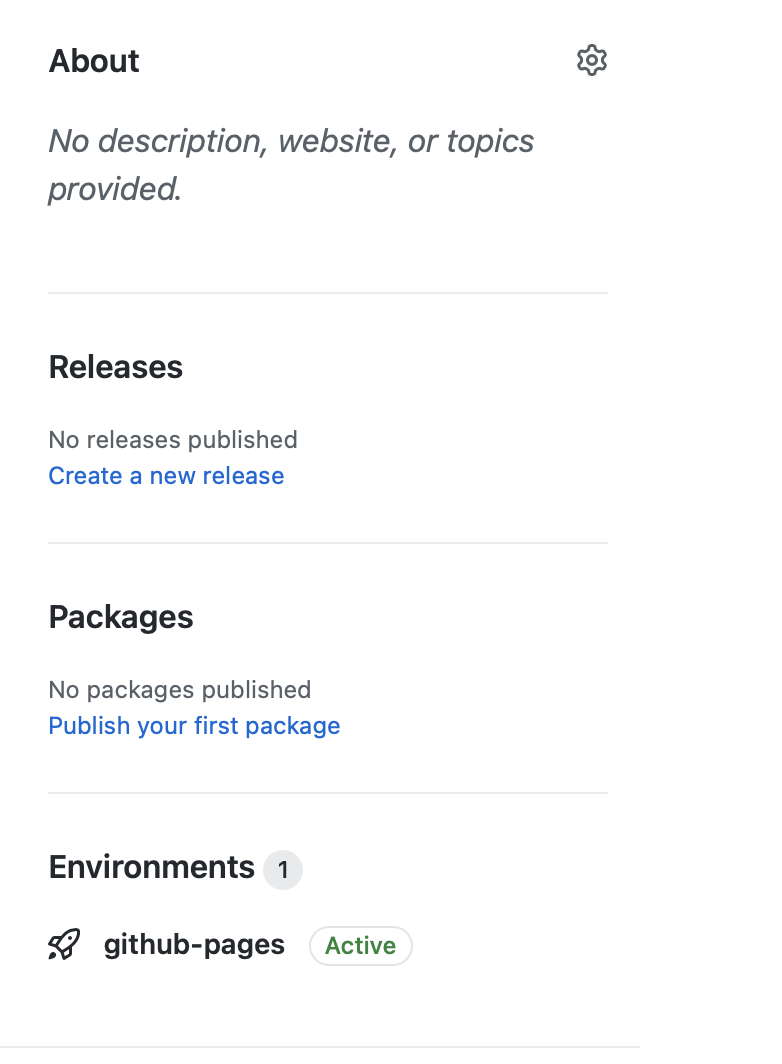 About
No description, website, or topics
provided.
Releases
No releases published
Create a new release
Packages
No packages published
Publish your first package
Environments 1
github-pages Active